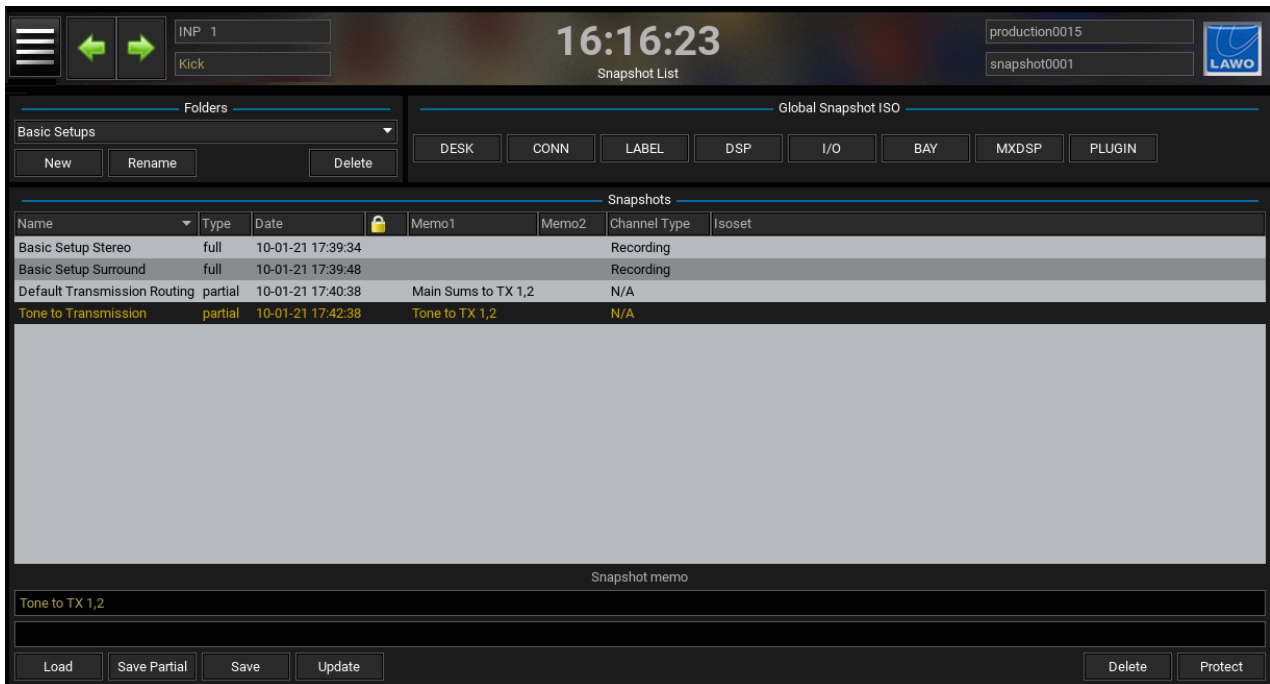 INP 1
Kick
16:16:23
Snapshot List
production0015
snapshot0001
LAWO
Folders
Basic Setups
New Rename Delete
Global Snapshot ISO
DESK CONN LABEL DSP I/O BAY MXDSP PLUGIN
Snapshots
Name Type Date Memo1 Memo2 Channel Type Isoset
Basic Setup Stereo full 10-01-21 17:39:34 Recording
Basic Setup Surround full 10-01-21 17:39:48 Recording
Default Transmission Routing partial 10-01-21 17:40:38 Main Sums to TX 1,2 N/A
Tone to Transmission partial 10-01-21 17:42:38 Tone to TX 1,2 N/A
Snapshot memo
Tone to TX 1,2
Load Save Partial Save Update Delete Protect